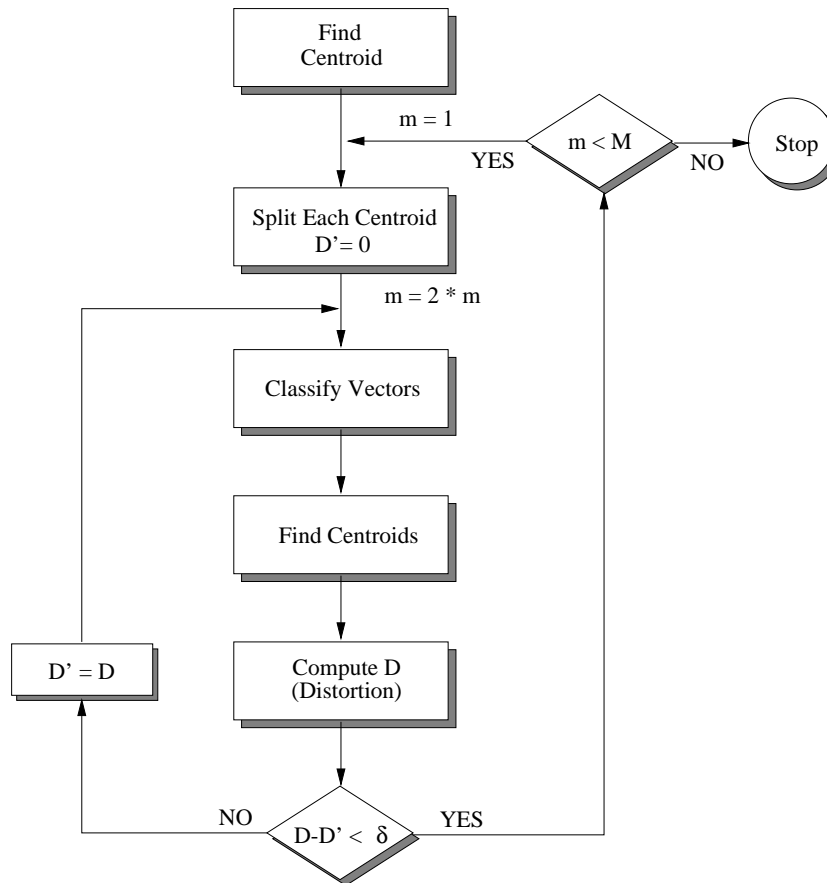 Find
Centroid
m = 1
YES
m < M
NO
Stop
Split Each Centroid
D’= 0
m = 2 * m
Classify Vectors
Find Centroids
D’ = D
Compute D
(Distortion)
NO
D-D’ < δ
YES